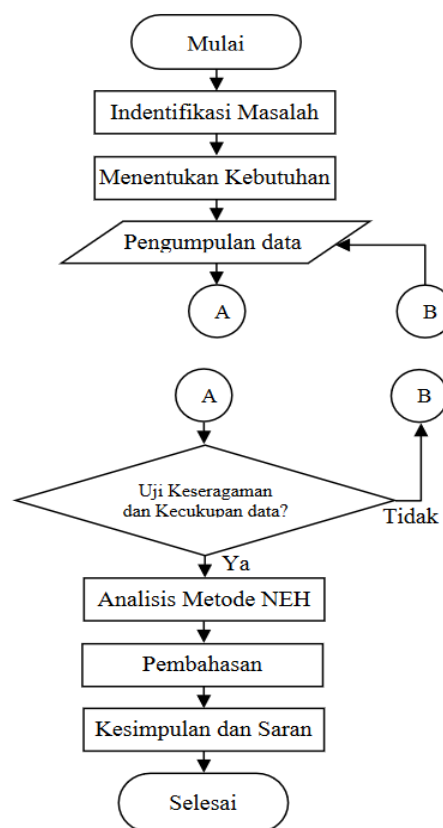 Mulai
Indentifikasi Masalah
Menentukan Kebutuhan
Pengumpulan data
A
B
A
B
Uji Keseragaman
dan Kecukupan data?
Tidak
Ya
Analisis Metode NEH
Pembahasan
Kesimpulan dan Saran
Selesai